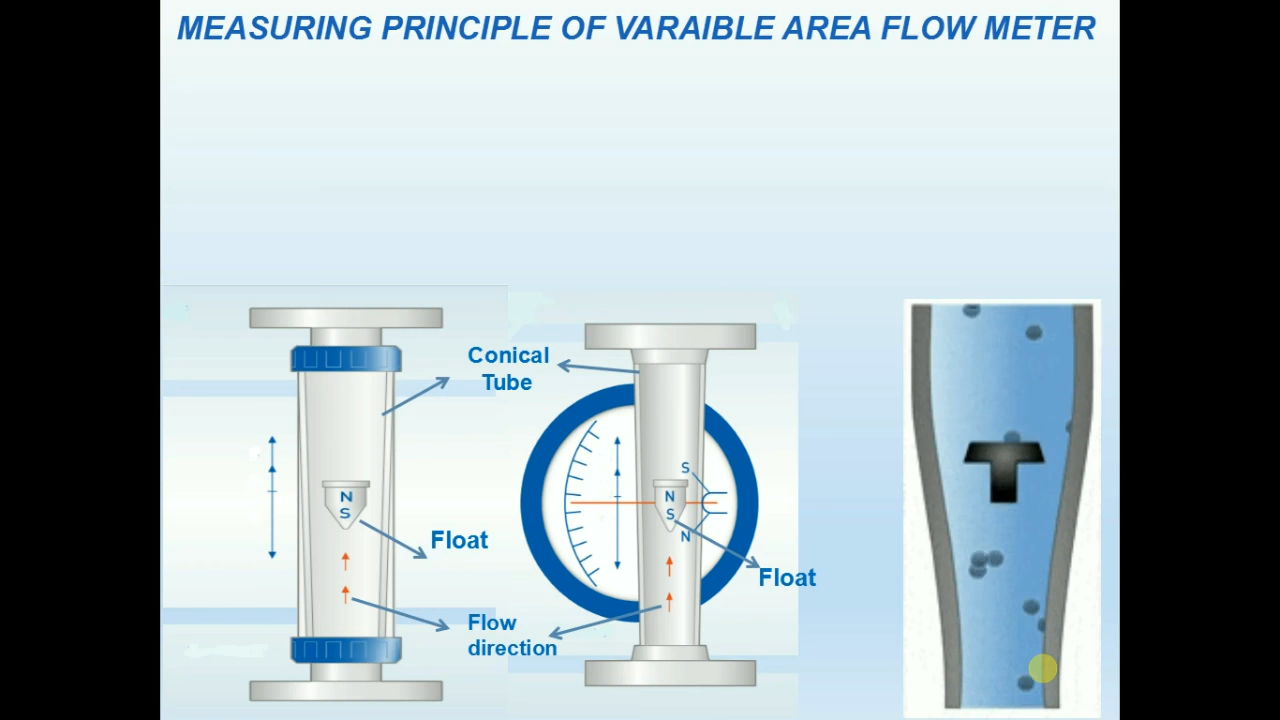 MEASURING PRINCIPLE OF VARAIBLE AREA FLOW METER
Conical
Tube
S
N
S
N
S
N
Float
Float
Flow
direction